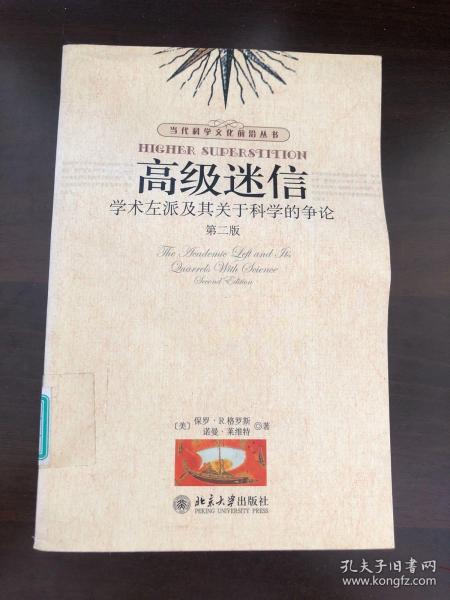 当代科学文化前沿丛书
HIGHER SUPERSTITION
高级迷信
学术左派及其关于科学的争论
第二版
The Academic Left and Its
Quarrels With Science
Second Edition
〔美〕保罗·R.格罗斯
诺曼·莱维特 ◎著
北京大学出版社
PEKING UNIVERSITY PRESS
孔夫子旧书网
www.kongfz.com